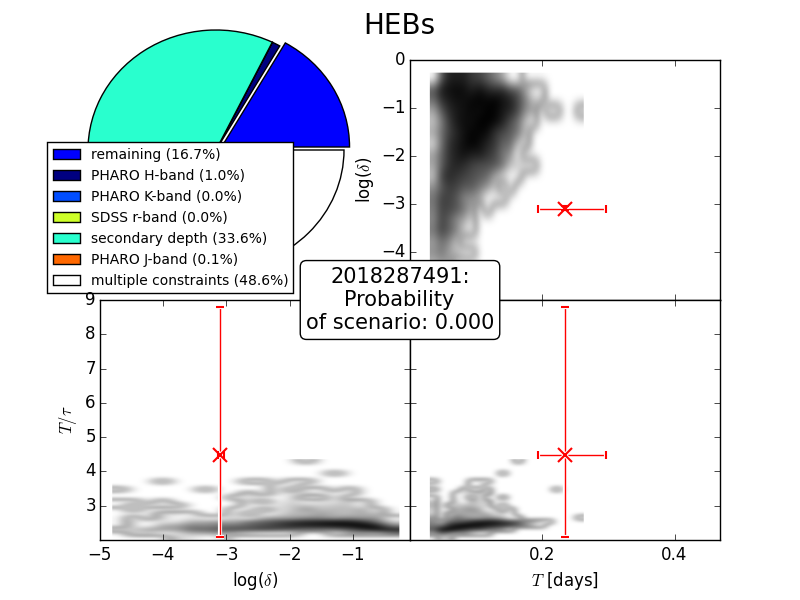 HEBs
remaining (16.7%)
PHARO H-band (1.0%)
PHARO K-band (0.0%)
SDSS r-band (0.0%)
secondary depth (33.6%)
PHARO J-band (0.1%)
multiple constraints (48.6%)
0
−1
−2
−3
−4
log(δ)
2018287491:
Probability
of scenario: 0.000
9
8
7
6
5
4
3
T/τ
−5 −4 −3 −2 −1
log(δ)
0.2 0.4
T [days]